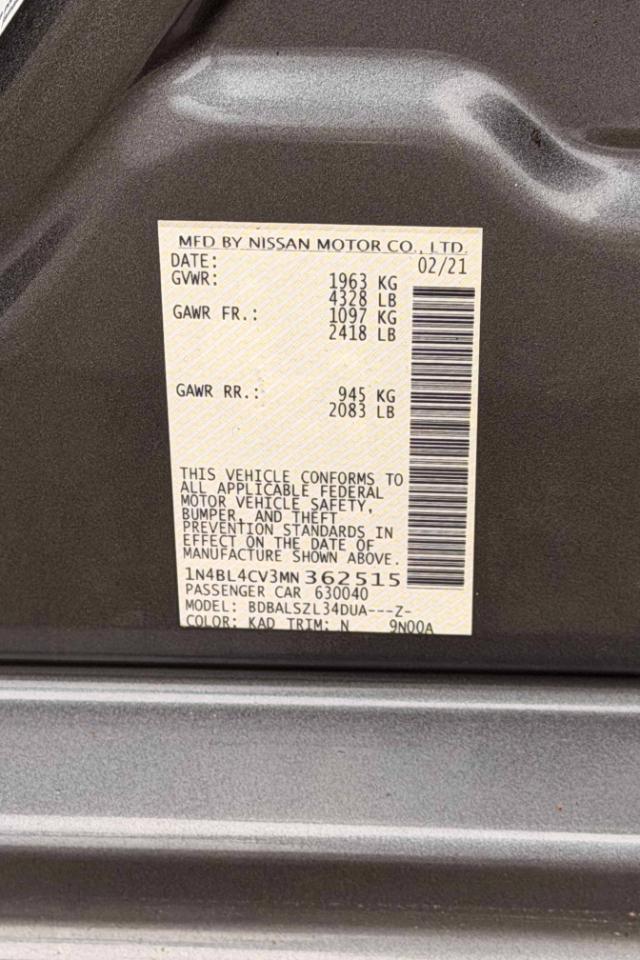 MFD BY NISSAN MOTOR CO., LTD.
DATE: 02/21
GVWR: 1963 KG
4328 LB
GAWR FR.: 1097 KG
2418 LB
GAWR RR.: 945 KG
2083 LB
THIS VEHICLE CONFORMS TO
ALL APPLICABLE FEDERAL
MOTOR VEHICLE SAFETY,
BUMPER, AND THEFT
PREVENTION STANDARDS IN
EFFECT ON THE DATE OF
MANUFACTURE SHOWN ABOVE.
1N4BL4CV3MN362515
PASSENGER CAR 630040
MODEL: BDBALSZL34DUA---Z-
COLOR: KAD TRIM: N 9N00A